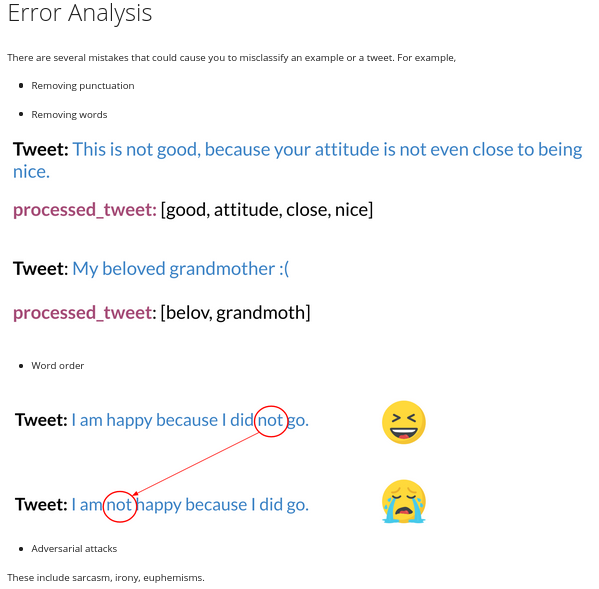 Error Analysis
There are several mistakes that could cause you to misclassify an example or a tweet. For example,
Removing punctuation
Removing words
Tweet: This is not good, because your attitude is not even close to being
nice.
processed_tweet: [good, attitude, close, nice]
Tweet: My beloved grandmother :(
processed_tweet: [belov, grandmoth]
Word order
Tweet: I am happy because I did not go.
Tweet: I am not happy because I did go.
Adversarial attacks
These include sarcasm, irony, euphemisms.